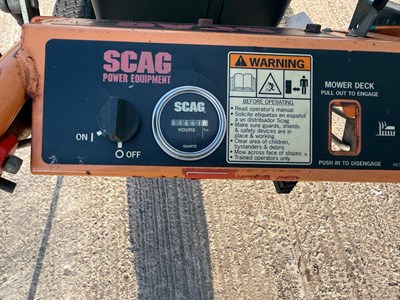 SCAG
POWER EQUIPMENT
ON
OFF
SCAG
HOURS
QUARTZ
WARNING
BEFORE OPERATING
• Read operator's manual
• Solicite etiquetas en español
a un distribuidor Scag
• Make sure guards, shields
& safety devices are in
place & working
• Clear area of children,
bystanders & debris
• Mow across face of slopes
• Trained operators only
MOWER DECK
PULL OUT TO ENGAGE
PUSH IN TO DISENGAGE